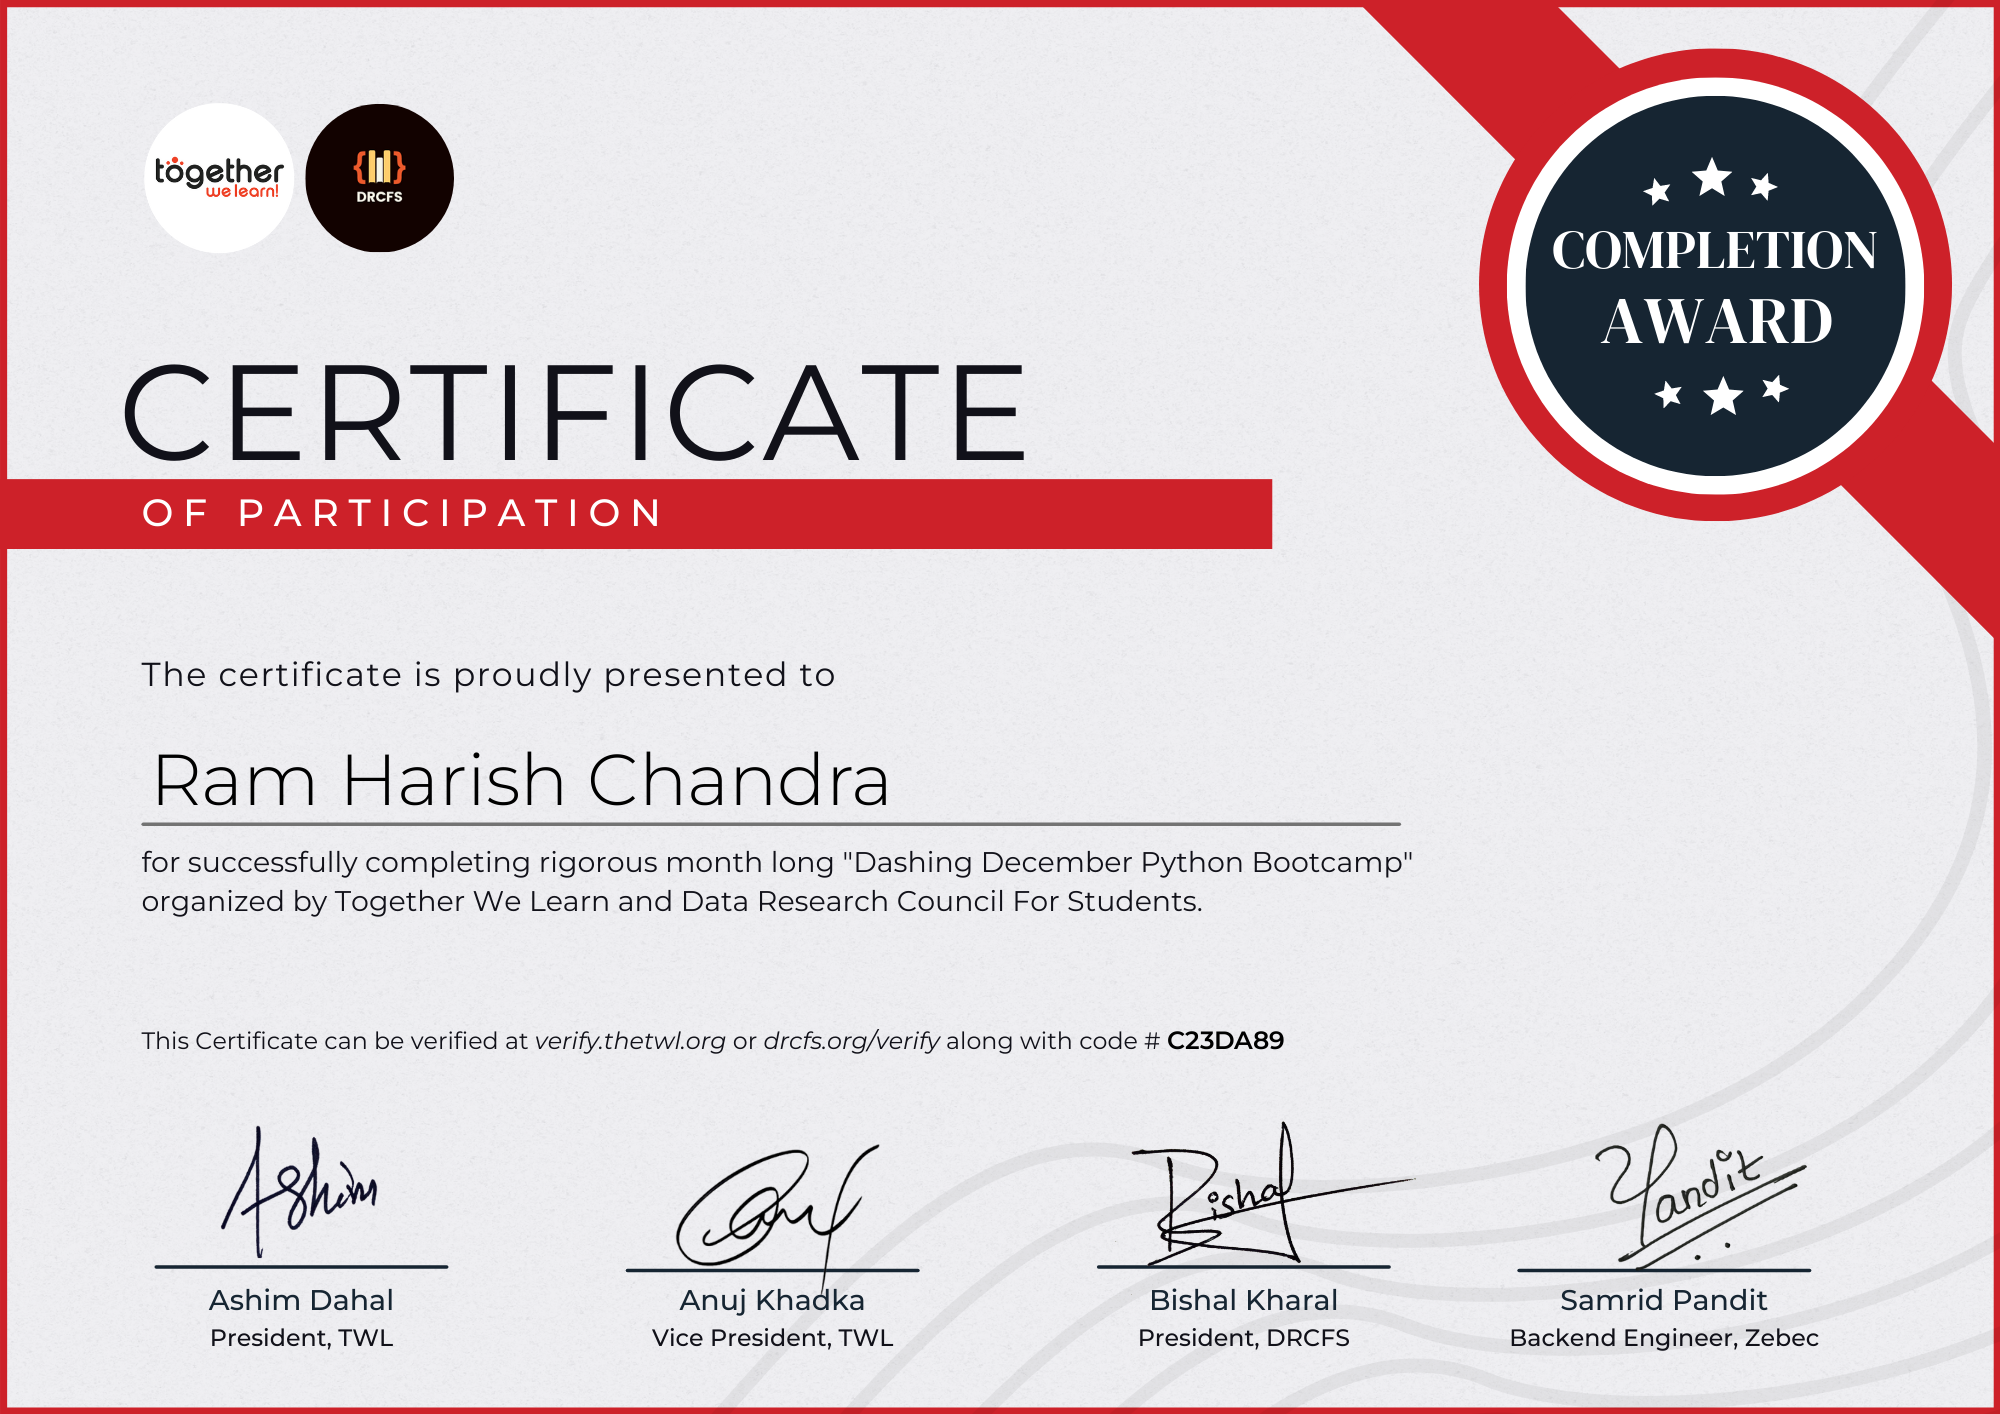 together
we learn!
DRCFS
COMPLETION
AWARD
CERTIFICATE
OF PARTICIPATION
The certificate is proudly presented to
Ram Harish Chandra
for successfully completing rigorous month long "Dashing December Python Bootcamp"
organized by Together We Learn and Data Research Council For Students.
This Certificate can be verified at verify.thetwl.org or drcfs.org/verify along with code # C23DA89
Ashim
Bishal
Pandit
Ashim Dahal
President, TWL
Anuj Khadka
Vice President, TWL
Bishal Kharal
President, DRCFS
Samrid Pandit
Backend Engineer, Zebec